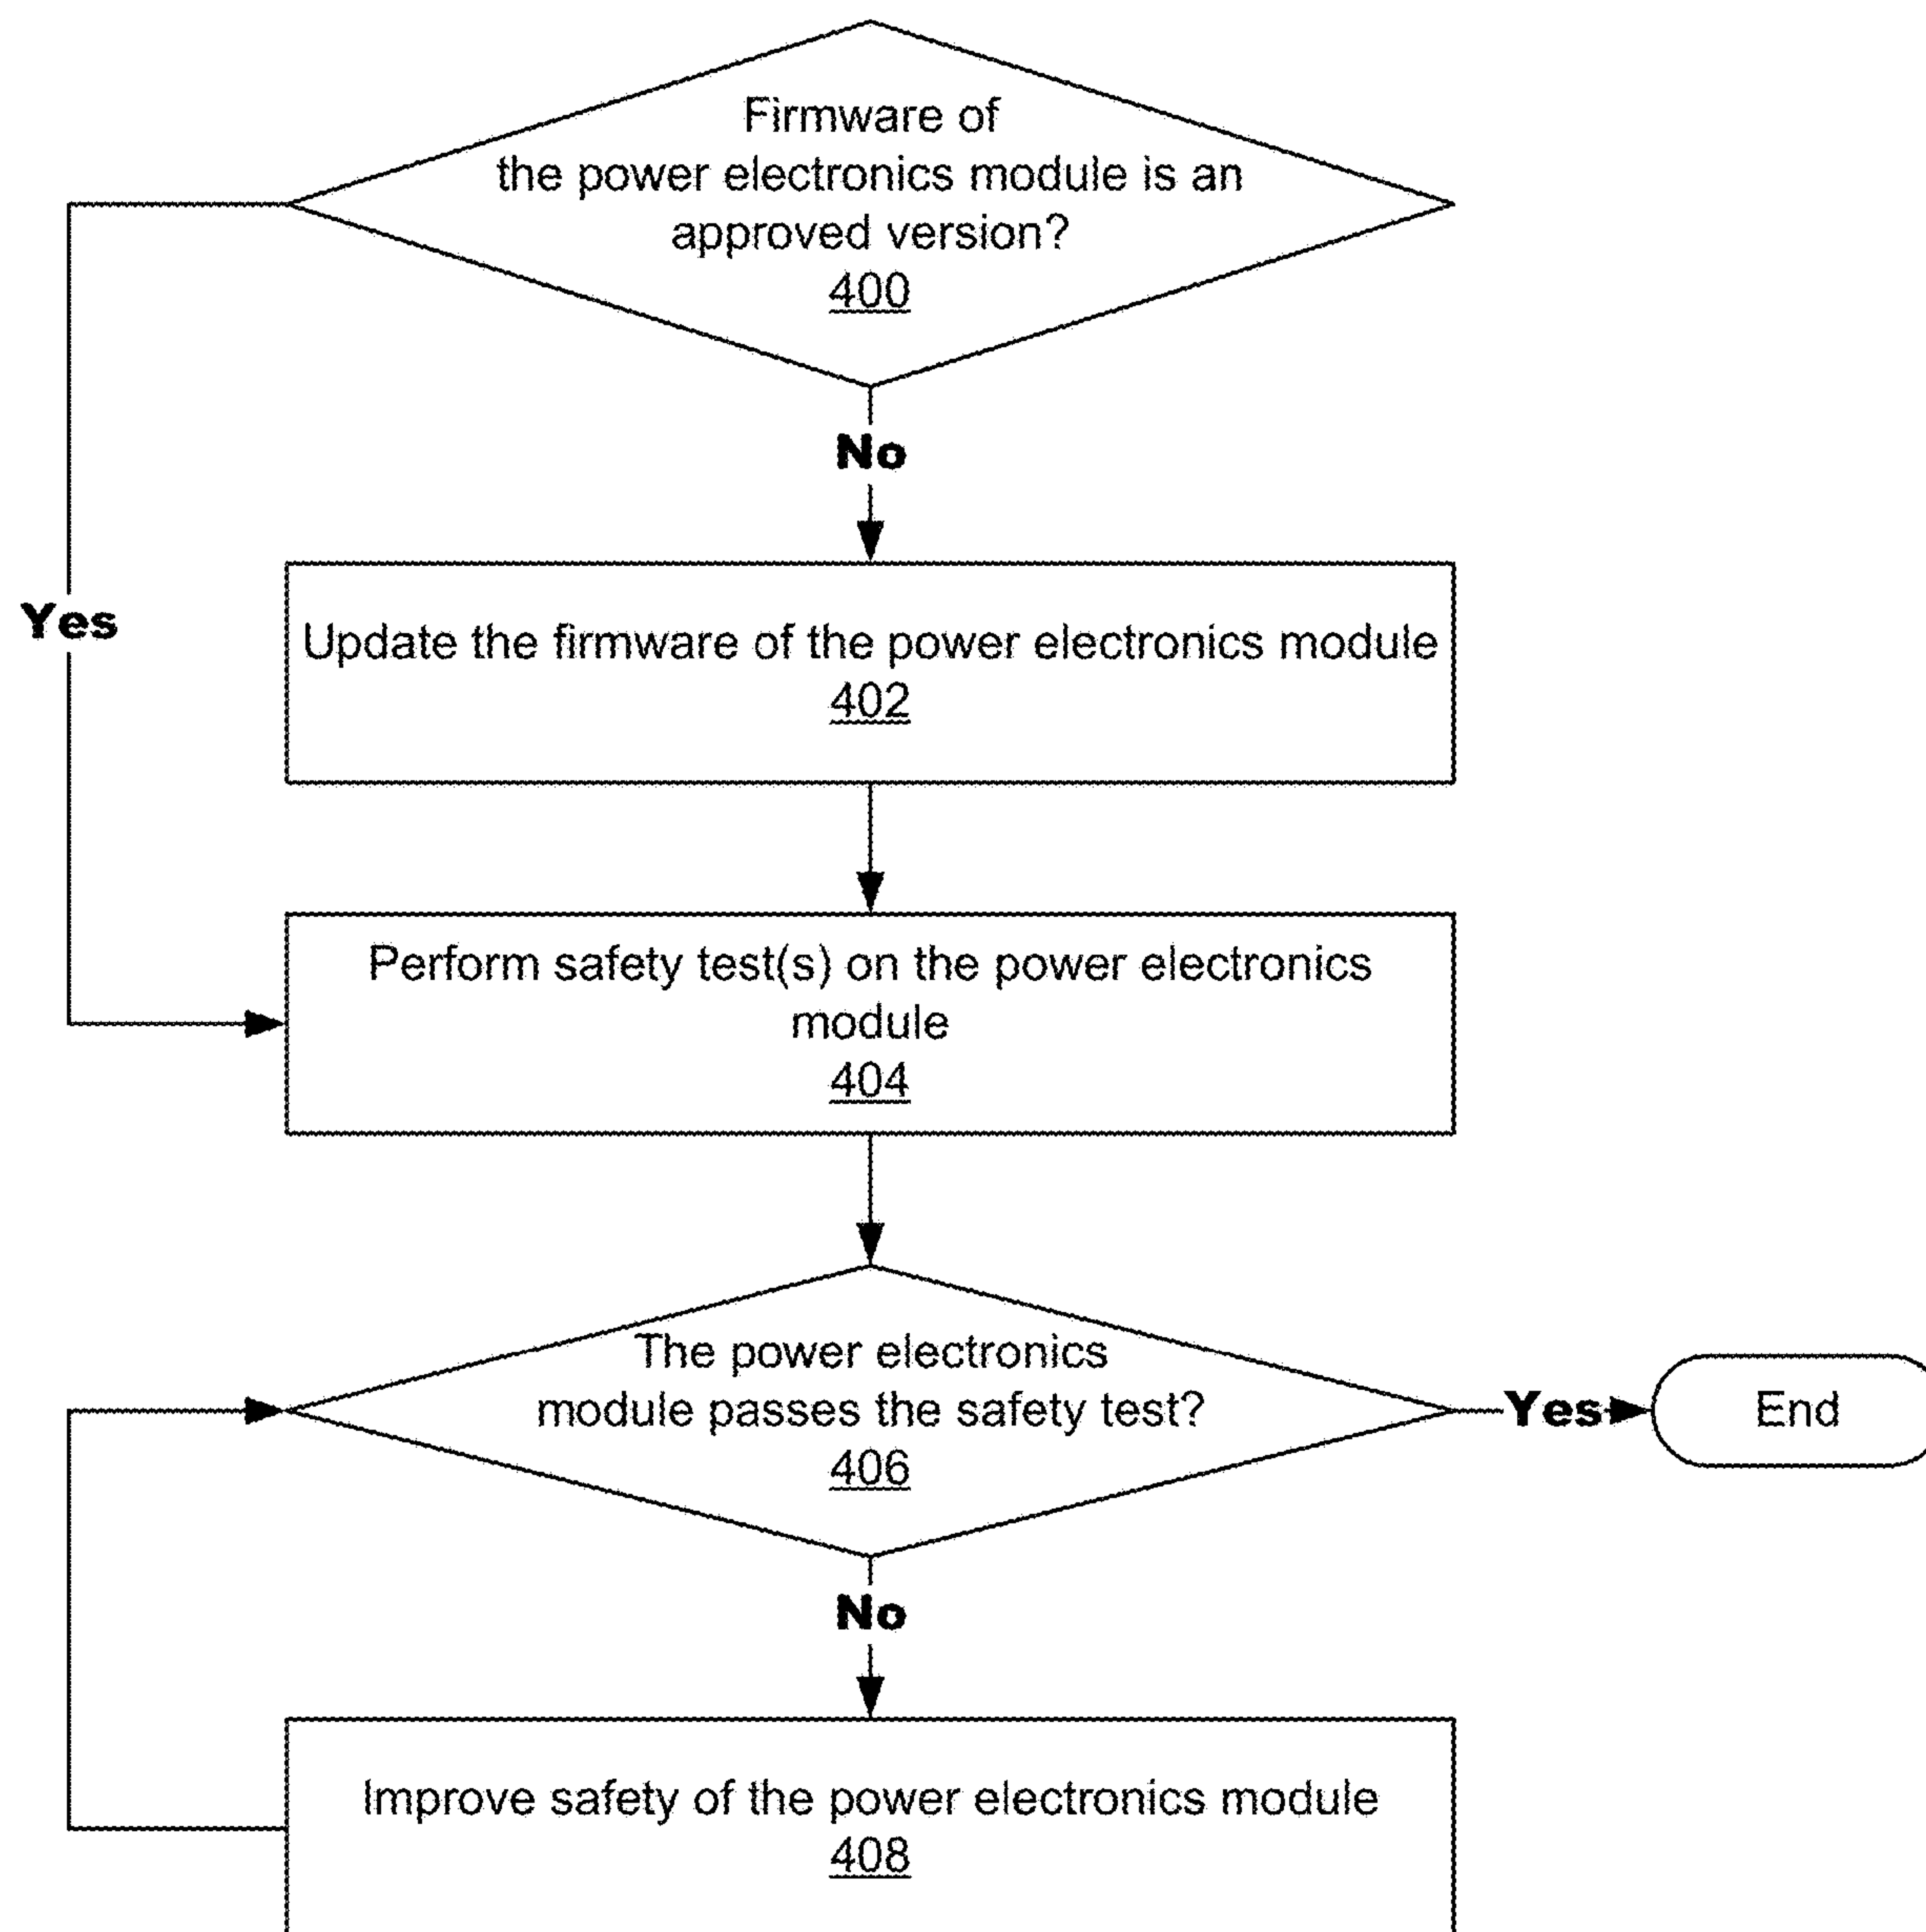 Firmware of
the power electronics module is an
approved version?
400
No
Yes
Update the firmware of the power electronics module
402
Perform safety test(s) on the power electronics
module
404
The power electronics
module passes the safety test?
406
Yes
End
No
Improve safety of the power electronics module
408